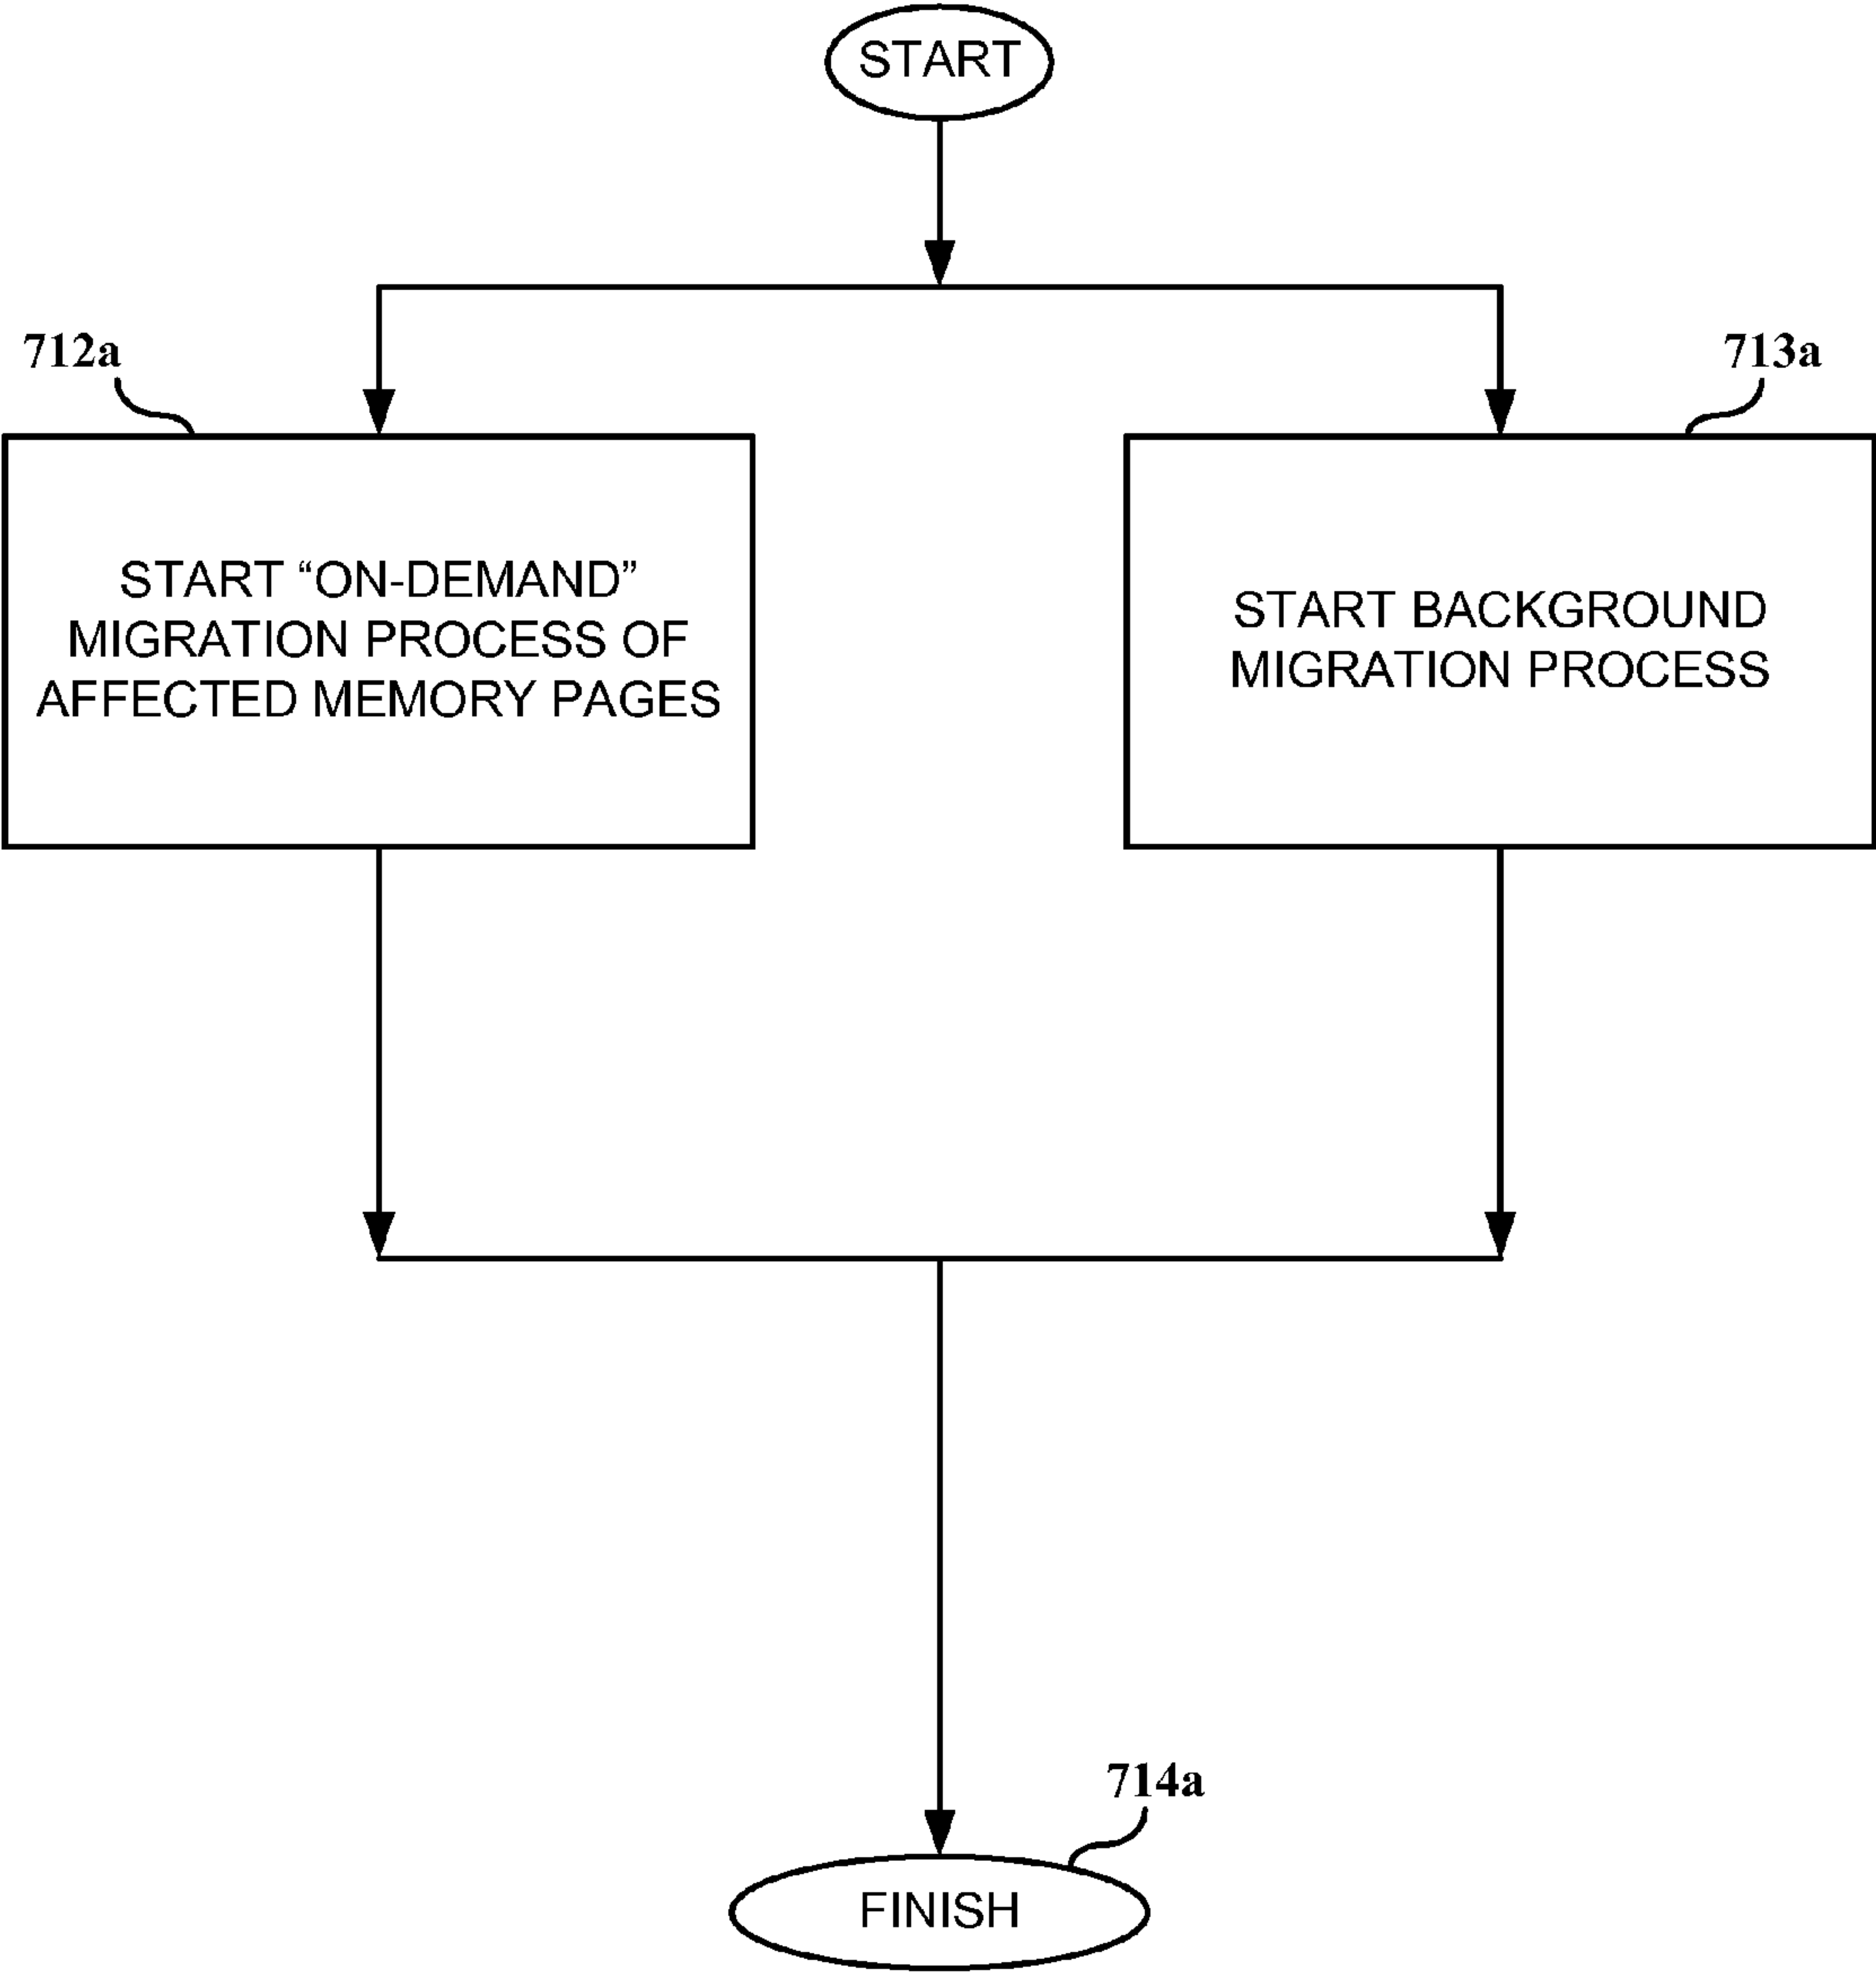 START
712a
713a
START “ON-DEMAND”
MIGRATION PROCESS OF
AFFECTED MEMORY PAGES
START BACKGROUND
MIGRATION PROCESS
714a
FINISH